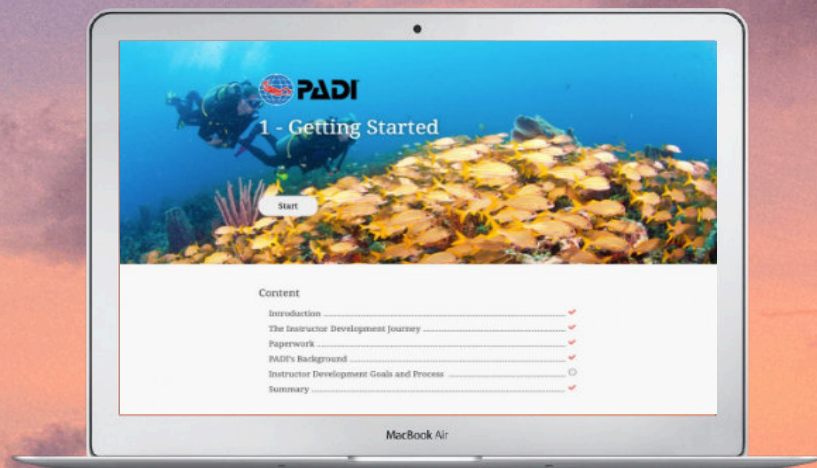 PADI
1 - Getting Started
Start
Content
Introduction
The Instructor Development Journey
Paperwork
PADI's Background
Instructor Development Goals and Process
Summary
MacBook Air